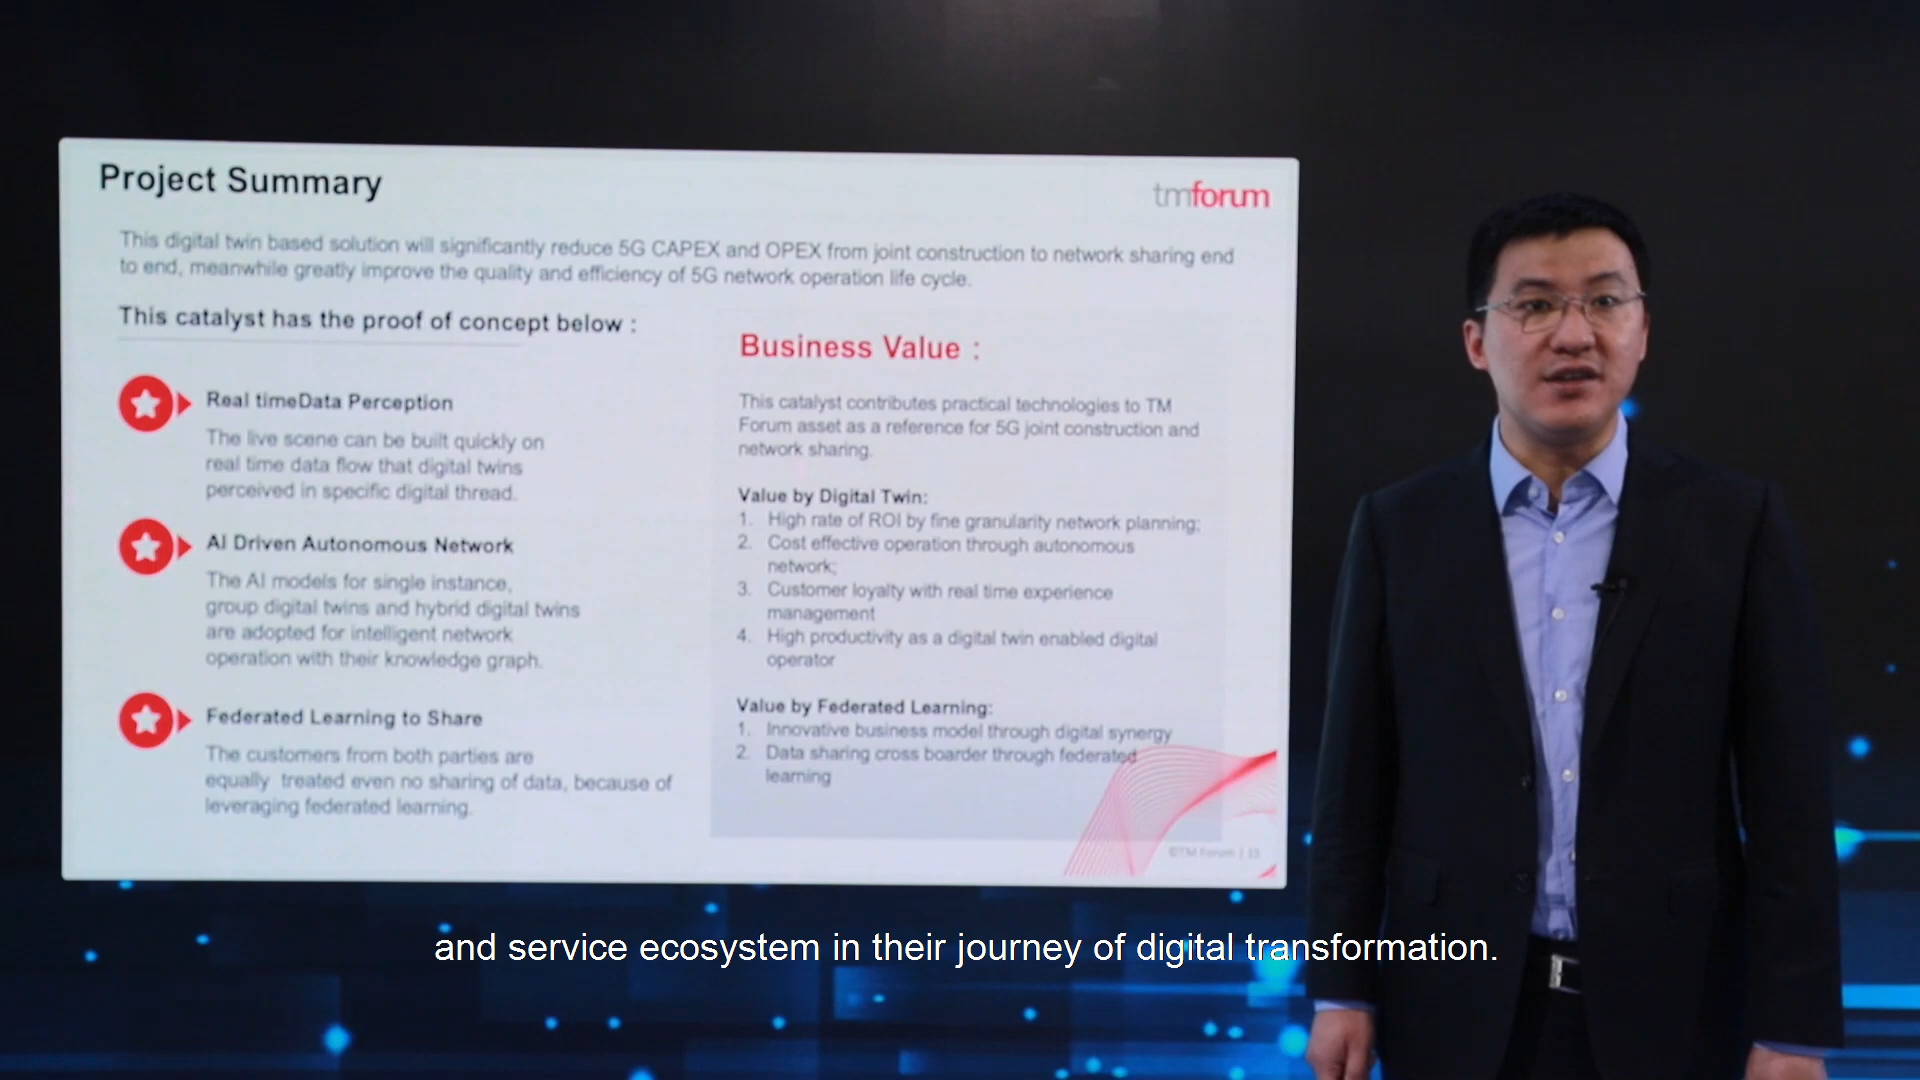 Project Summary
tmforum
This digital twin based solution will significantly reduce 5G CAPEX and OPEX from joint construction to network sharing end
to end, meanwhile greatly improve the quality and efficiency of 5G network operation life cycle.
This catalyst has the proof of concept below :
Real timeData Perception
The live scene can be built quickly on
real time data flow that digital twins
perceived in specific digital thread.
AI Driven Autonomous Network
The AI models for single instance,
group digital twins and hybrid digital twins
are adopted for intelligent network
operation with their knowledge graph.
Federated Learning to Share
The customers from both parties are
equally treated even no sharing of data, because of
leveraging federated learning.
Business Value :
This catalyst contributes practical technologies to TM
Forum asset as a reference for 5G joint construction and
network sharing.
Value by Digital Twin:
1. High rate of ROI by fine granularity network planning;
2. Cost effective operation through autonomous
network;
3. Customer loyalty with real time experience
management
4. High productivity as a digital twin enabled digital
operator
Value by Federated Learning:
1. Innovative business model through digital synergy
2. Data sharing cross boarder through federated
learning
©TM Forum | 15
and service ecosystem in their journey of digital transformation.